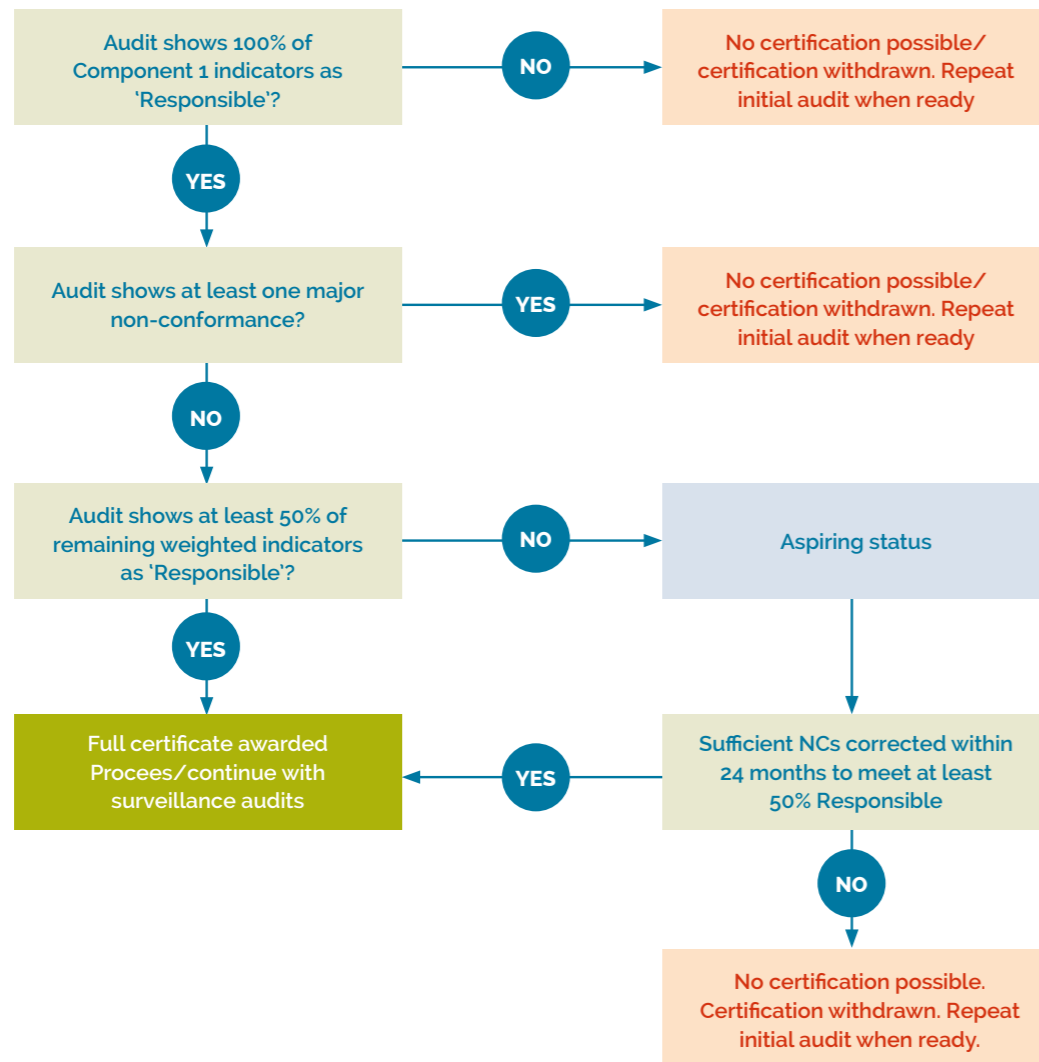 Audit shows 100% of
Component 1 indicators as
‘Responsible‘?
NO
No certification possible/
certification withdrawn. Repeat
initial audit when ready
YES
Audit shows at least one major
non-conformance?
YES
No certification possible/
certification withdrawn. Repeat
initial audit when ready
NO
Audit shows at least 50% of
remaining weighted indicators
as ‘Responsible’?
NO
Aspiring status
YES
Full certificate awarded
Procees/continue with
surveillance audits
YES
Sufficient NCs corrected within
24 months to meet at least
50% Responsible
NO
No certification possible.
Certification withdrawn. Repeat
initial audit when ready.